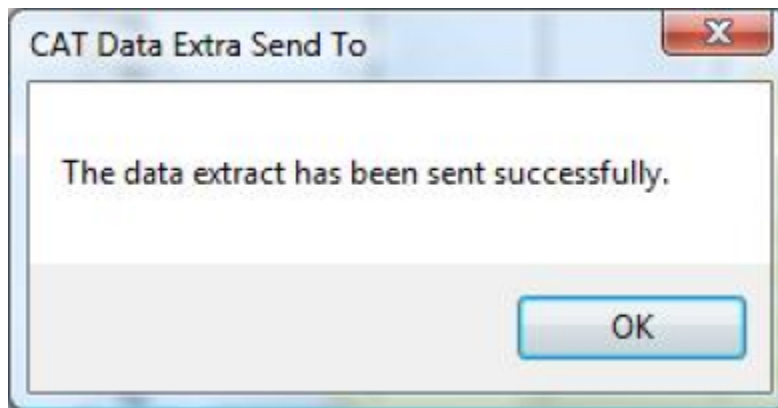 CAT Data Extra Send To
The data extract has been sent successfully.
OK